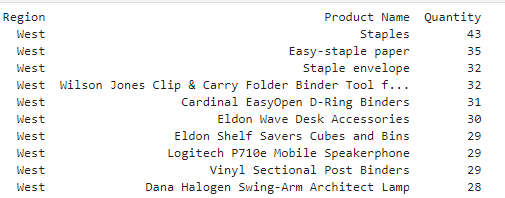 Region Product Name Quantity
West Staples 43
West Easy-staple paper 35
West Staple envelope 32
West Wilson Jones Clip & Carry Folder Binder Tool f... 32
West Cardinal EasyOpen D-Ring Binders 31
West Eldon Wave Desk Accessories 30
West Eldon Shelf Savers Cubes and Bins 29
West Logitech P710e Mobile Speakerphone 29
West Vinyl Sectional Post Binders 29
West Dana Halogen Swing-Arm Architect Lamp 28